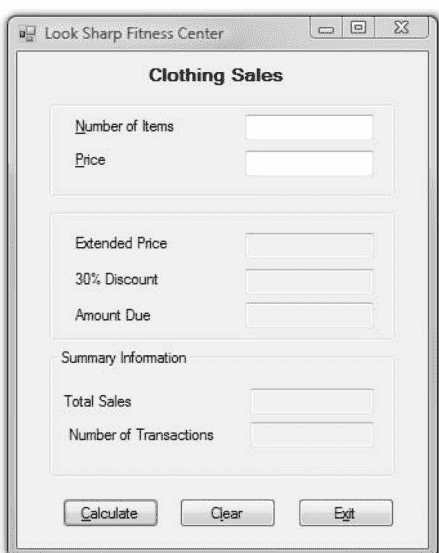 Look Sharp Fitness Center
Clothing Sales
Number of Items
Price
Extended Price
30% Discount
Amount Due
Summary Information
Total Sales
Number of Transactions
Calculate Clear Exit